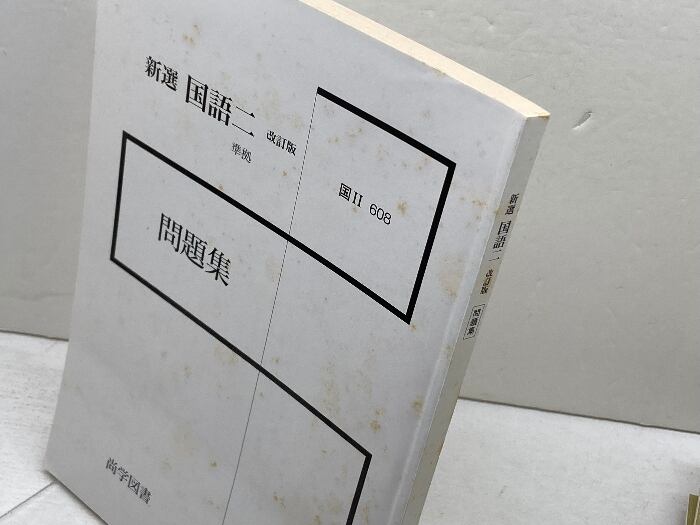 新選 国語二 改訂版
準拠
国II 608
問題集
尚学図書
新選 国語二 改訂版 問題集